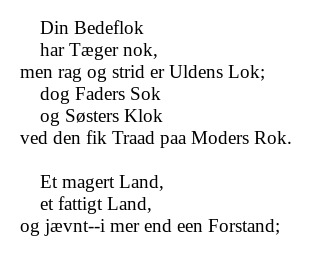 Din Bedeflok
har Tæger nok,
men rag og strid er Uldens Lok;
dog Faders Sok
og Søsters Klok
ved den fik Traad paa Moders Rok.

Et magert Land,
et fattigt Land,
og jævnt--i mer end een Forstand;